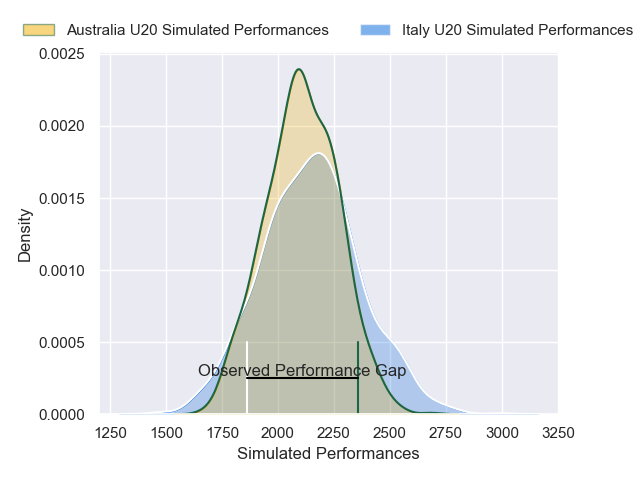 Australia U20 Simulated Performances
Italy U20 Simulated Performances
0.0025
0.0020
0.0015
0.0010
0.0005
0.0000
Density
Observed Performance Gap
1250 1500 1750 2000 2250 2500 2750 3000 3250
Simulated Performances